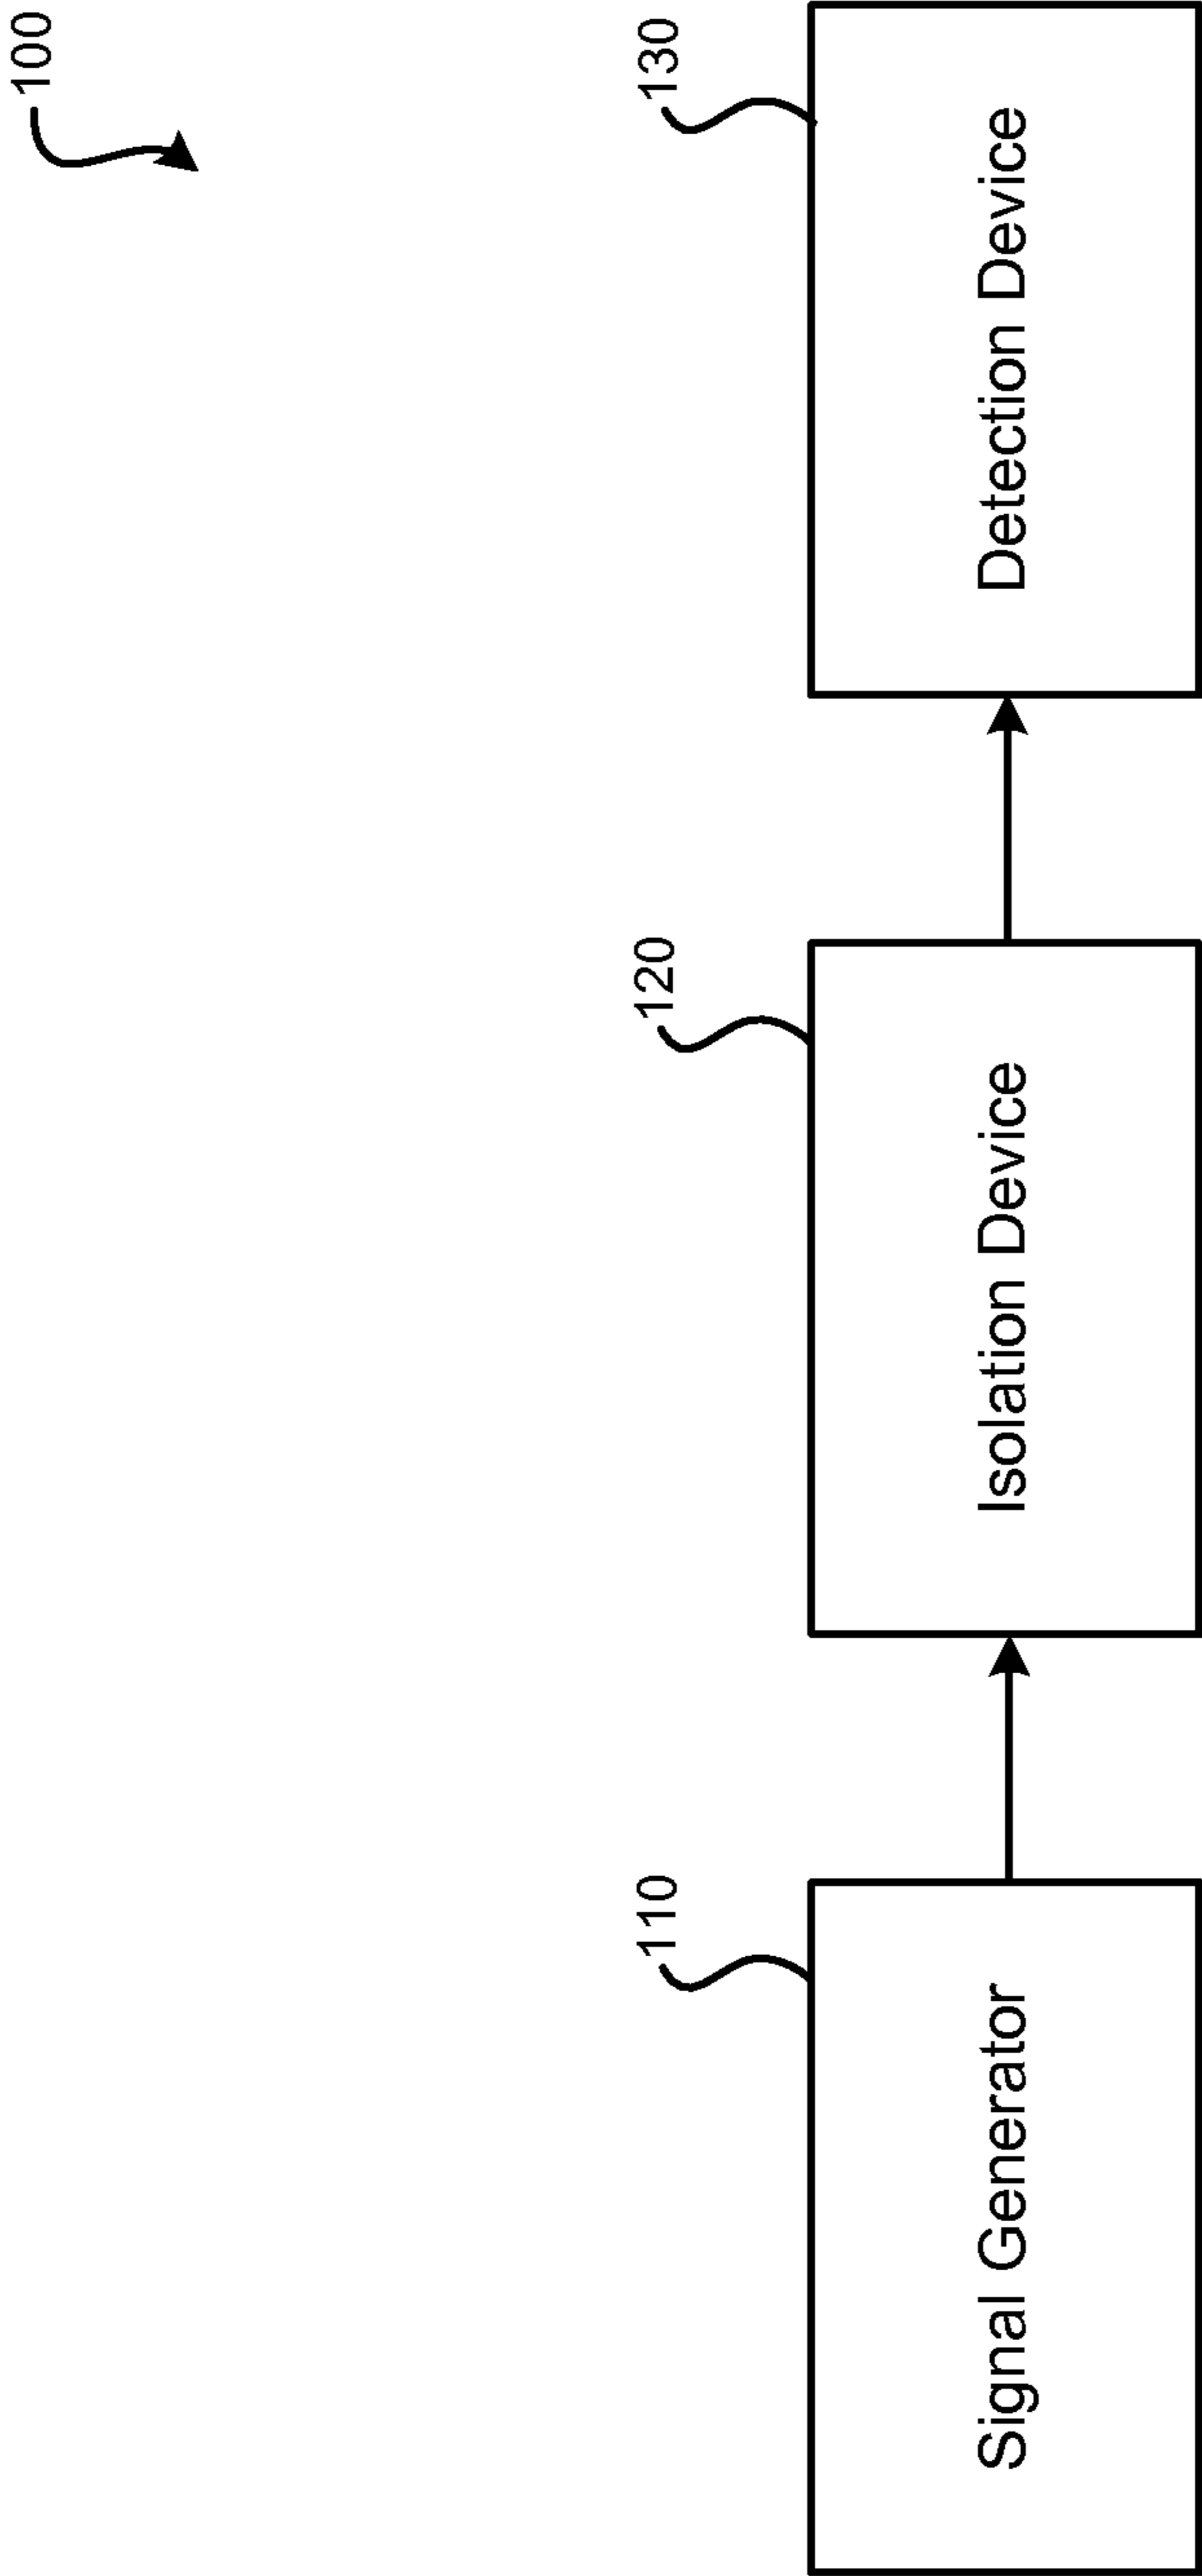 100
110
120
130
Signal Generator
Isolation Device
Detection Device